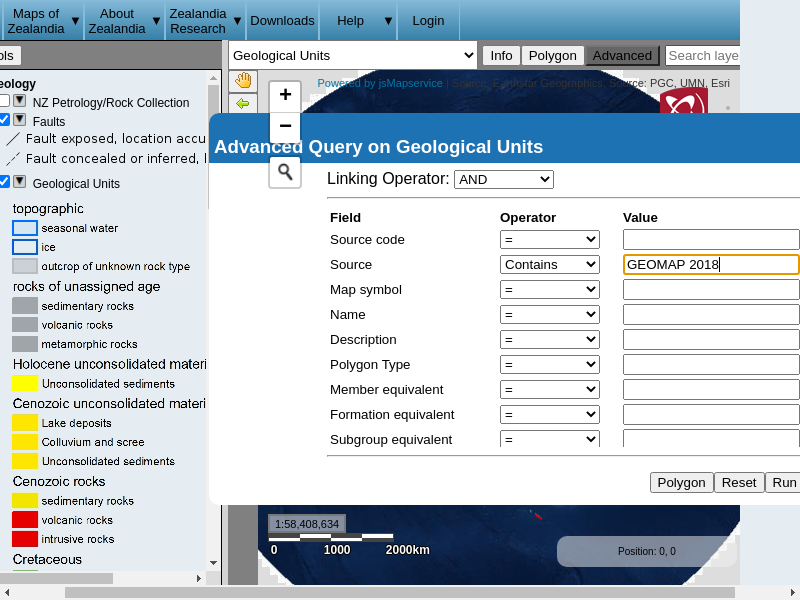 Maps of Zealandia ▼
About Zealandia ▼
Zealandia Research ▼
Downloads
Help ▼
Login
ols
Geological Units
Info
Polygon
Advanced
Search laye
eology
NZ Petrology/Rock Collection
Faults
Fault exposed, location accu
Fault concealed or inferred, l
Geological Units
topographic
seasonal water
ice
outcrop of unknown rock type
rocks of unassigned age
sedimentary rocks
volcanic rocks
metamorphic rocks
Holocene unconsolidated materi
Unconsolidated sediments
Cenozoic unconsolidated materi
Lake deposits
Colluvium and scree
Unconsolidated sediments
Cenozoic rocks
sedimentary rocks
volcanic rocks
intrusive rocks
Cretaceous
+
−
Powered by jsMapservice | Source: Eathstar Geographics, Source: PGC, UMN, Esri
Advanced Query on Geological Units
Linking Operator: AND
Field Operator Value
Source code =
Source Contains GEOMAP 2018
Map symbol =
Name =
Description =
Polygon Type =
Member equivalent =
Formation equivalent =
Subgroup equivalent =
Polygon Reset Run
1:58,408,634
0 1000 2000km
Position: 0, 0